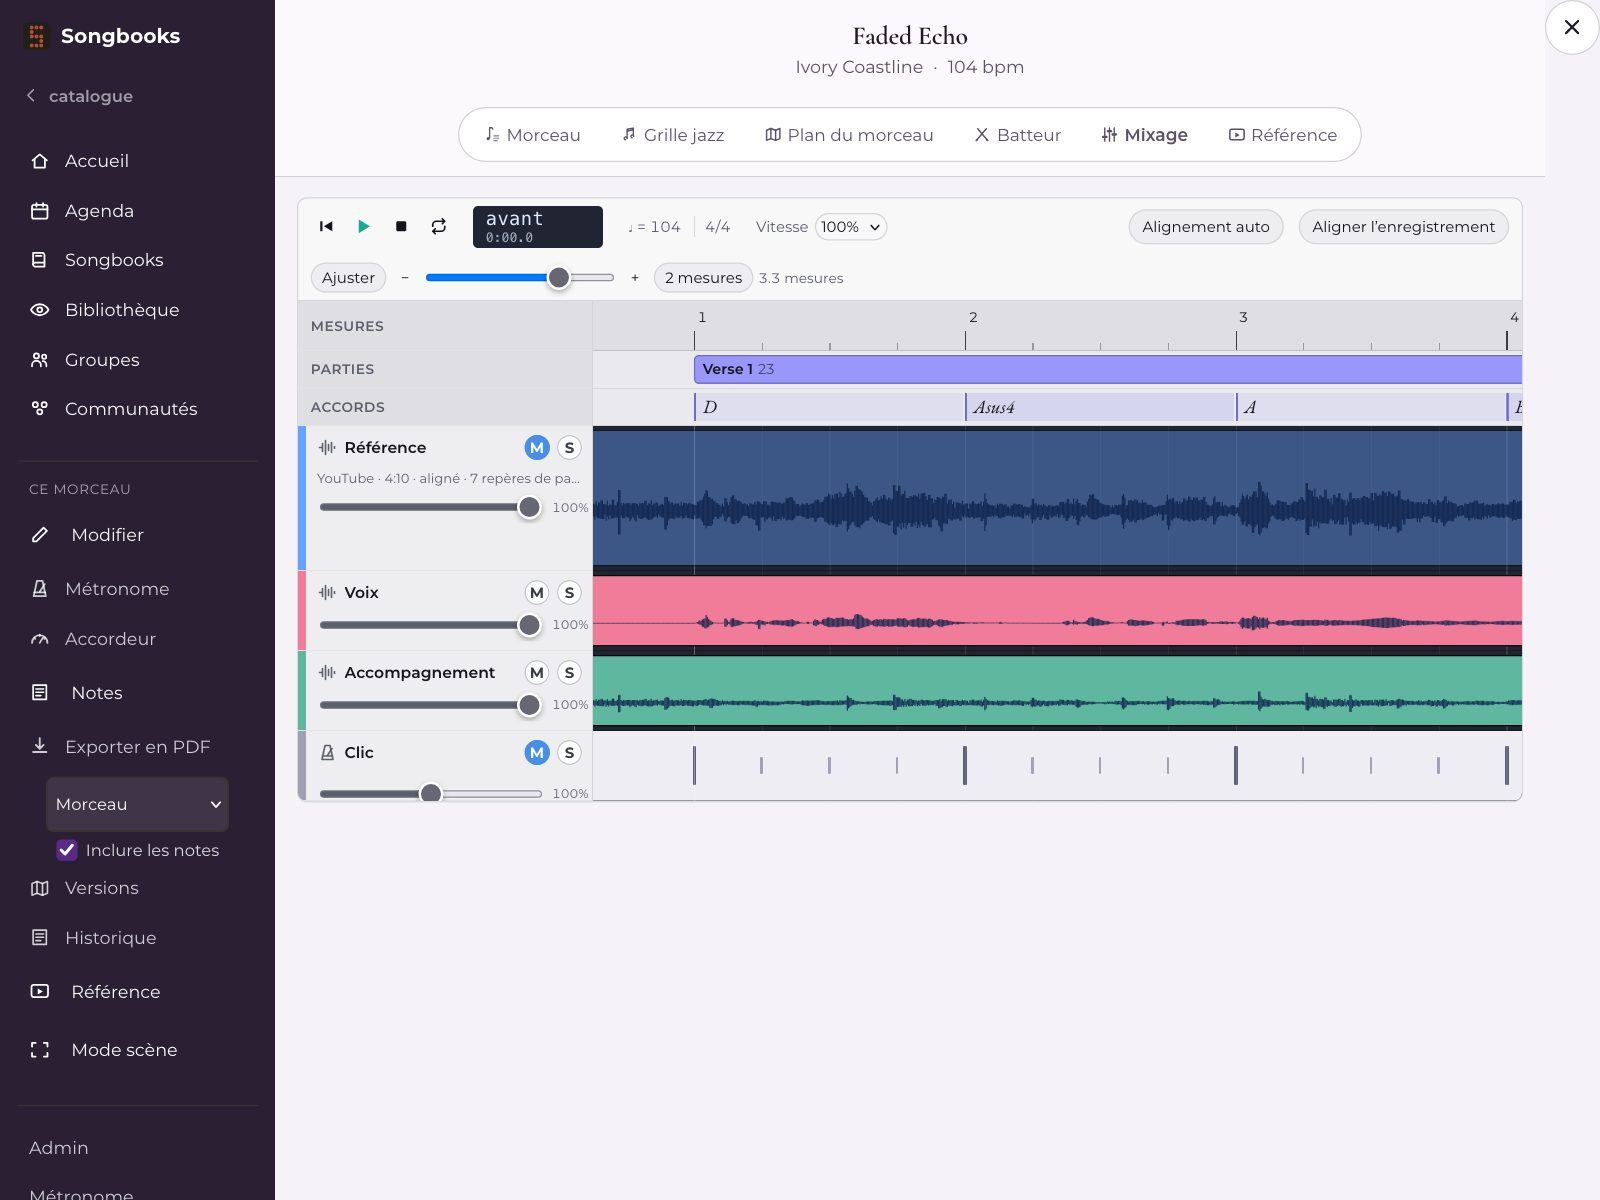 Songbooks
catalogue
Accueil
Agenda
Songbooks
Bibliothèque
Groupes
Communautés
CE MORCEAU
Modifier
Métronome
Accordeur
Notes
Exporter en PDF
Morceau
Inclure les notes
Versions
Historique
Référence
Mode scène
Admin
Métronome
Faded Echo
Ivory Coastline · 104 bpm
Morceau Grille jazz Plan du morceau Batteur Mixage Référence
avant
0:00.0
♩ = 104 4/4 Vitesse 100% Alignement auto Aligner l’enregistrement
Ajuster − + 2 mesures 3.3 mesures
MESURES 1 2 3 4
PARTIES Verse 1 23
ACCORDS D Asus4 A
Référence M S
YouTube · 4:10 · aligné · 7 repères de pa...
100%
Voix M S
100%
Accompagnement M S
100%
Clic M S
100%